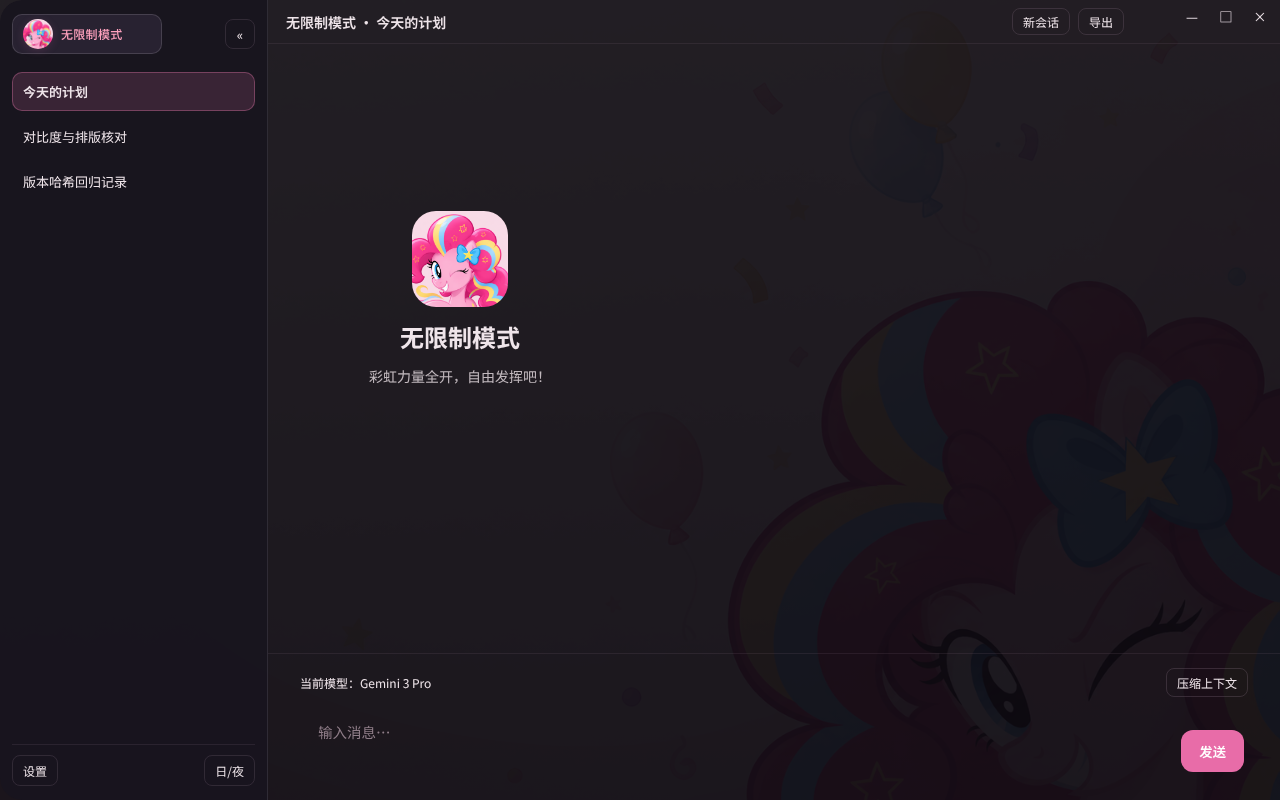 无限制模式
«
今天的计划
对比度与排版核对
版本哈希回归记录
设置
日/夜
无限制模式 · 今天的计划
新会话
导出
无限制模式
彩虹力量全开，自由发挥吧！
当前模型：Gemini 3 Pro
压缩上下文
输入消息…
发送